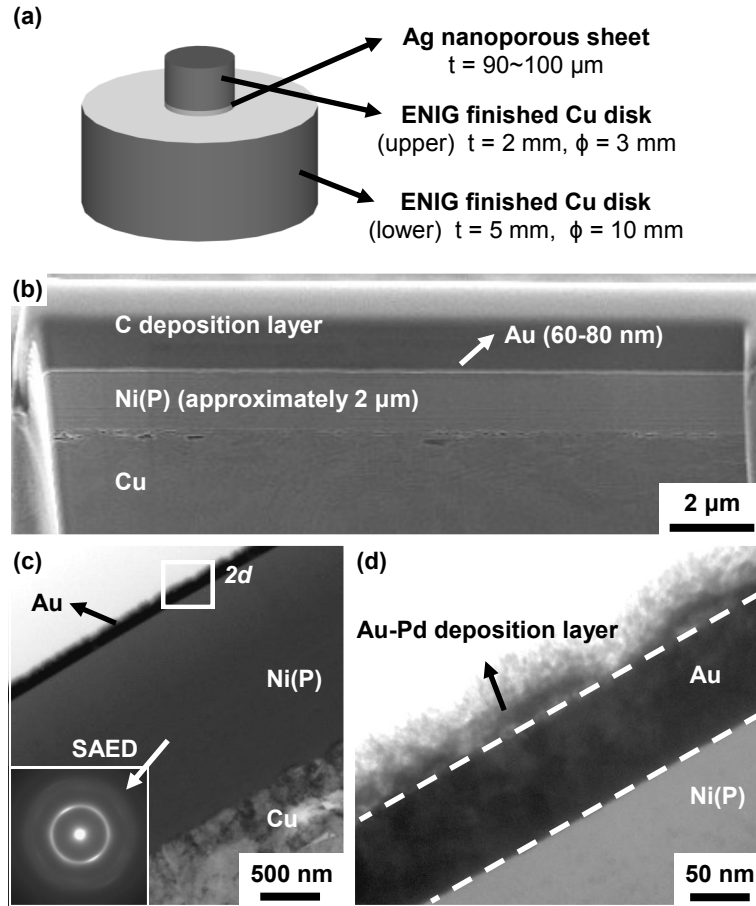 (a)
Ag nanoporous sheet
t = 90~100 µm
ENIG finished Cu disk
(upper) t = 2 mm, ϕ = 3 mm
ENIG finished Cu disk
(lower) t = 5 mm, ϕ = 10 mm
(b)
C deposition layer
Au (60-80 nm)
Ni(P) (approximately 2 µm)
Cu
2 µm
(c)
2d
Au
Ni(P)
SAED
Cu
500 nm
(d)
Au-Pd deposition layer
Au
Ni(P)
50 nm